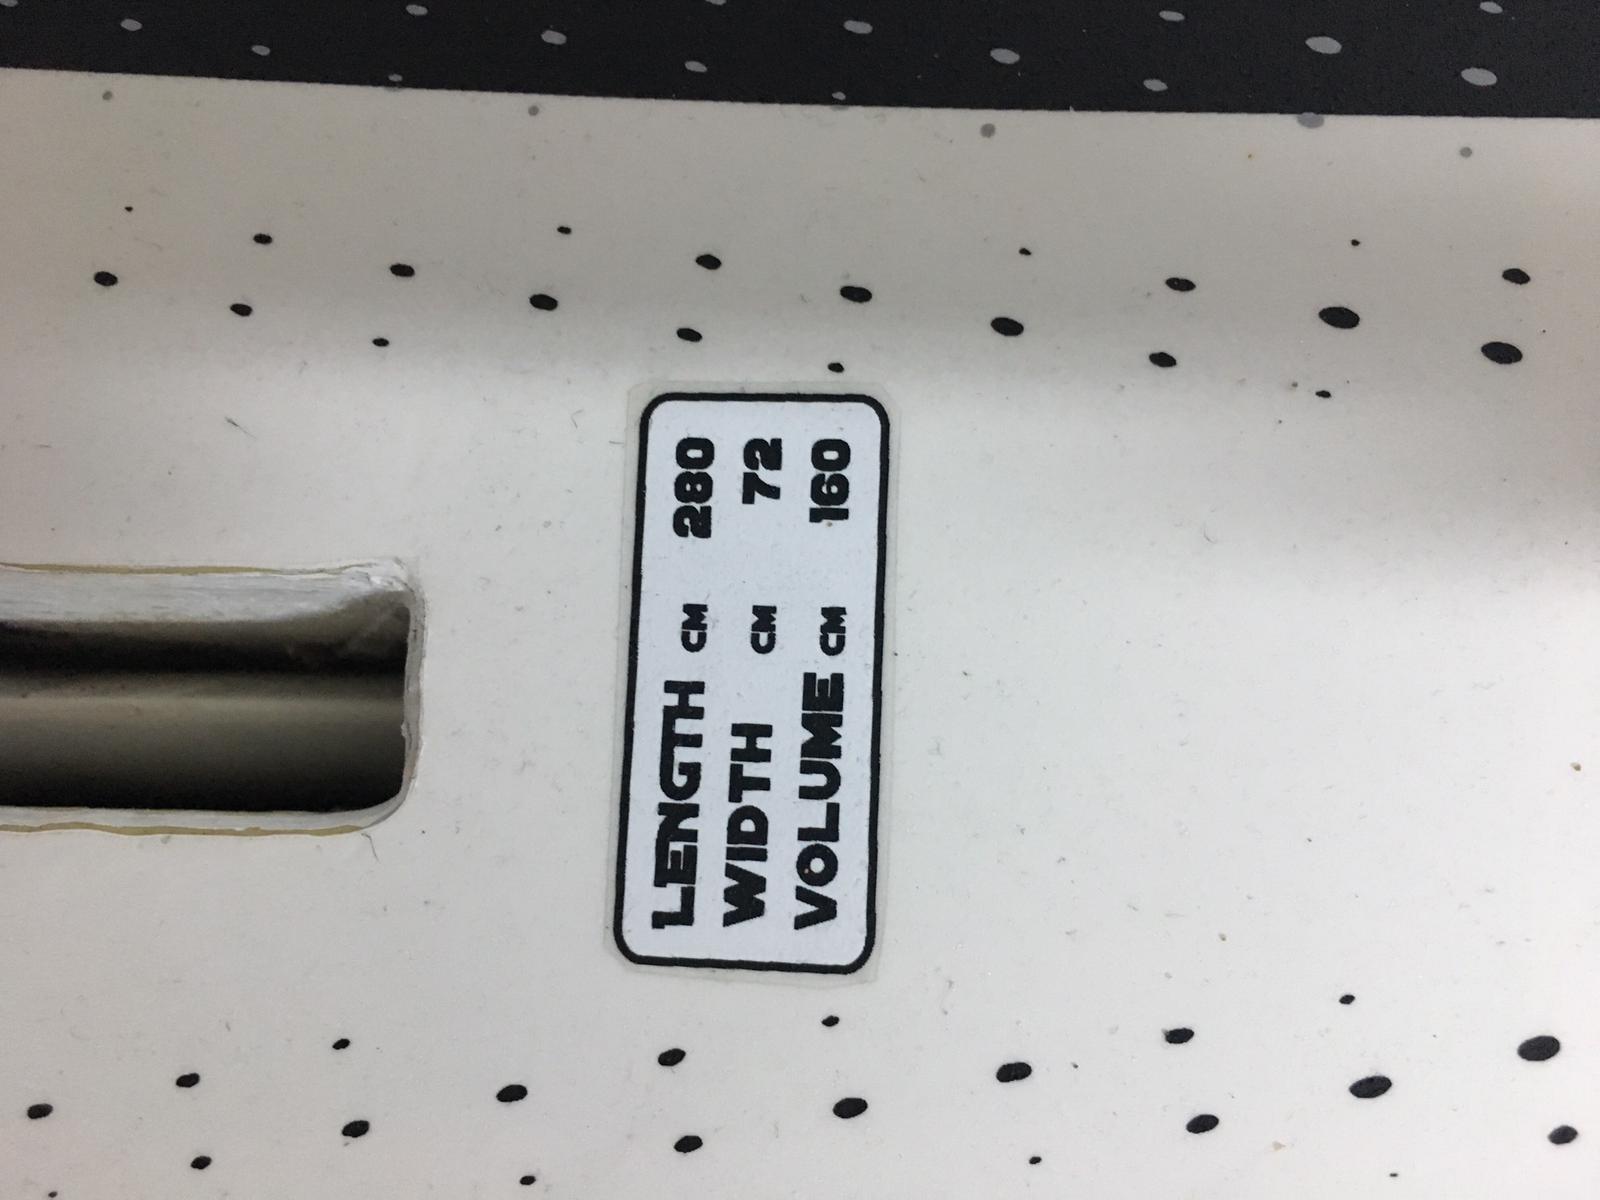 LENGTH CM 280
WIDTH CM 72
VOLUME CM 160